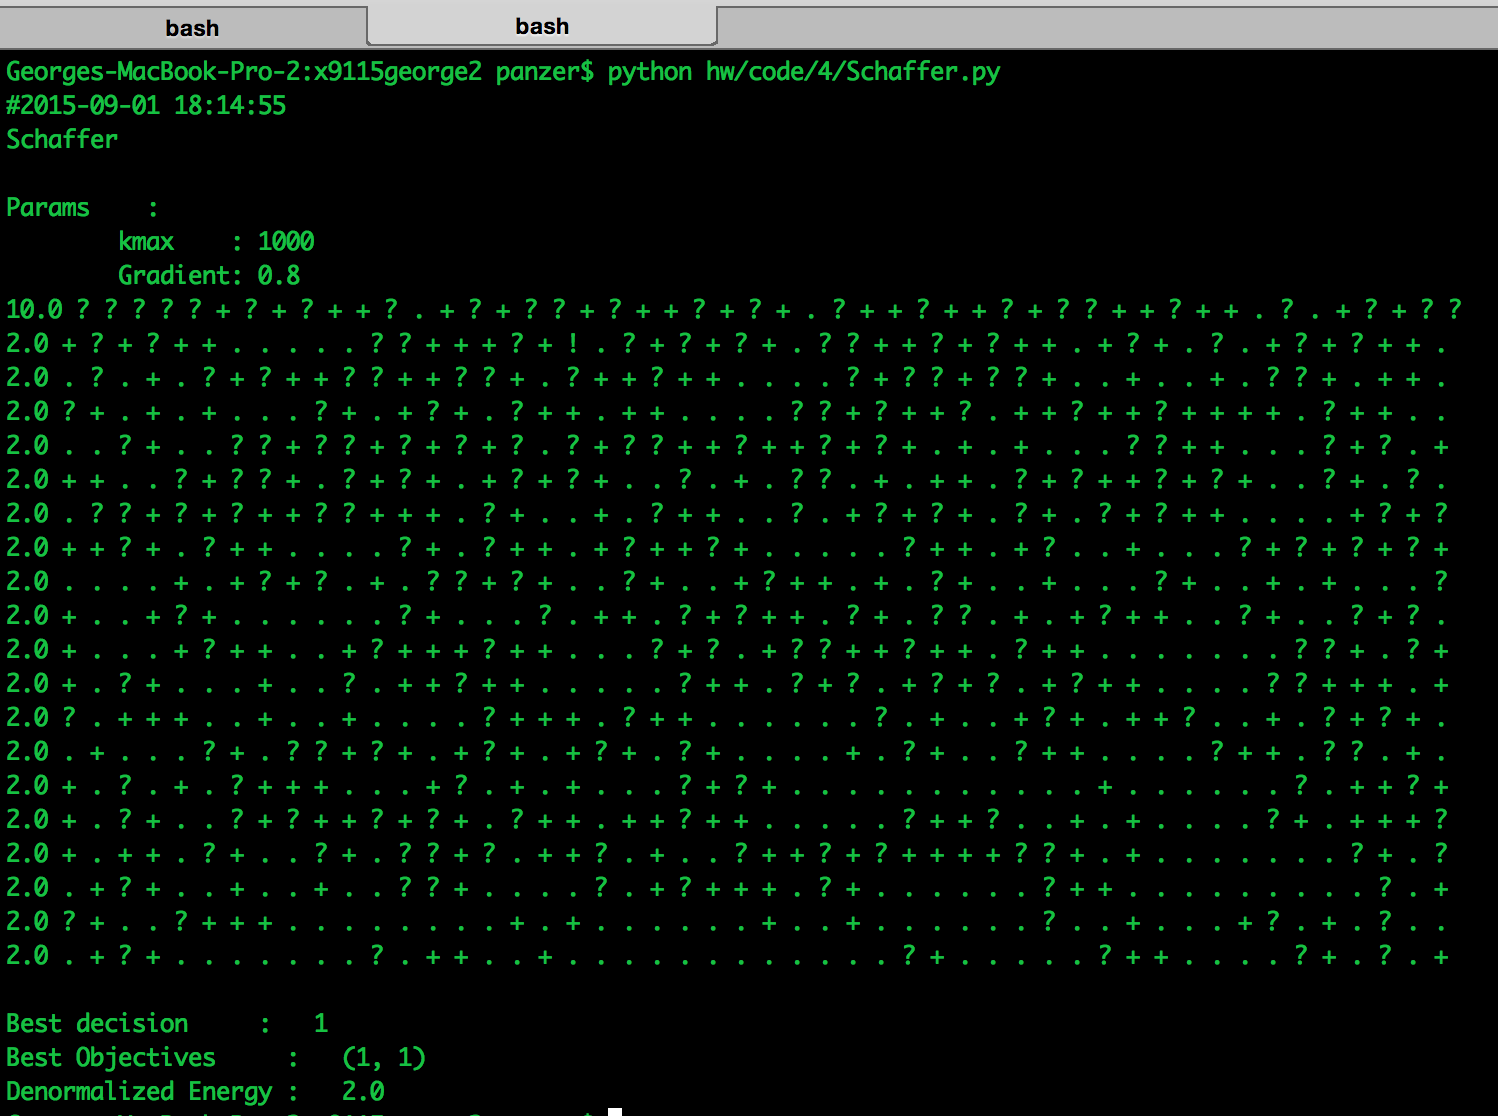 bash bash
Georges-MacBook-Pro-2:x9115george2 panzer$ python hw/code/4/Schaffer.py
#2015-09-01 18:14:55
Schaffer
Params    :
        kmax    : 1000
        Gradient: 0.8
10.0 ? ? ? ? ? + ? + ? + + ? . + ? + ? ? + ? + + ? + ? + . ? + + ? + + ? + ? ? + + ? + + . ? . + ? + ? ?
2.0 + ? + ? + + . . . . . ? ? + + + ? + ! . ? + ? + ? + . ? ? + + ? + ? + + . + ? + . ? . + ? + ? + + .
2.0 . ? . + . ? + ? + + ? ? + + ? ? + . ? + + ? + + . . . . ? + ? ? + ? ? + . . + . . + . ? ? + . + + .
2.0 ? + . + . + . . . ? + . + ? + . ? + + . + + . . . . ? ? + ? + + ? . + + ? + + ? + + + + . ? + + . .
2.0 . . ? + . . ? ? + ? ? + ? + ? + ? . ? + ? ? + + ? + + ? + ? + . + . + . . . ? ? + + . . . ? + ? . +
2.0 + + . . ? + ? ? + . ? + ? + . + ? + ? + . . ? . + . ? ? . + . + + . ? + ? + + ? + ? + . . ? + . ? .
2.0 . ? ? + ? + ? + + ? ? + + + . ? + . . + . ? + + . . ? . + ? + ? + . ? + . ? + ? + + . . . . + ? + ?
2.0 + + ? + . ? + + . . . . ? + . ? + + . + ? + + ? + . . . . . ? + + . + ? . . + . . . ? + ? + ? + ? +
2.0 . . . . + . + ? + ? . + . ? ? + ? + . . ? + . . + ? + + . + . ? + . . + . . . ? + . . + . + . . . ?
2.0 + . . + ? + . . . . . . ? + . . . ? . + + . ? + ? + + . ? + . ? ? . + . + ? + + . . ? + . . ? + ? .
2.0 + . . . + ? + + . . + ? + + + ? + + . . . ? + ? . + ? ? + + ? + + . ? + + . . . . . . . ? ? + . ? +
2.0 + . ? + . . . + . . ? . + + ? + + . . . . . ? + + . ? + ? . + ? + ? . + ? + + . . . . ? ? + + + . +
2.0 ? . + + + . . + . . + . . . . ? + + + . ? + + . . . . . . ? . + . . + ? + . + + ? . . + . ? + ? + .
2.0 . + . . . ? + . ? ? + ? + . + ? + . + ? + . ? + . . . . + . ? + . . ? + + . . . . ? + + . ? ? . + .
2.0 + . ? . + . ? + + + . . . + ? . + . + . . . ? + ? + . . . . . . . . . . . + . . . . . . ? . + + ? +
2.0 + . ? + . . ? + ? + + ? + ? + . ? + + . + + ? + + . . . . . ? + + ? . . + . + . . . . ? + . + + + ?
2.0 + . + + . ? + . . ? + . ? ? + ? . + + ? . + . . ? + + ? + ? + + + + ? ? + . + . . . . . . . ? + . ?
2.0 . + ? + . . + . . + . . ? ? + . . . . ? . + ? + + + . ? + . . . . . . ? + + . . . . . . . . . ? . +
2.0 ? + . . ? + + + . . . . . . . . + . + . . . . . . + . . + . . . . . . ? . . + . . . + ? . + . ? . .
2.0 . + ? + . . . . . . . ? . + + . . + . . . . . . . . . . . . ? + . . . . . ? + + . . . . ? + . ? . +
Best decision     :   1
Best Objectives     :   (1, 1)
Denormalized Energy :   2.0